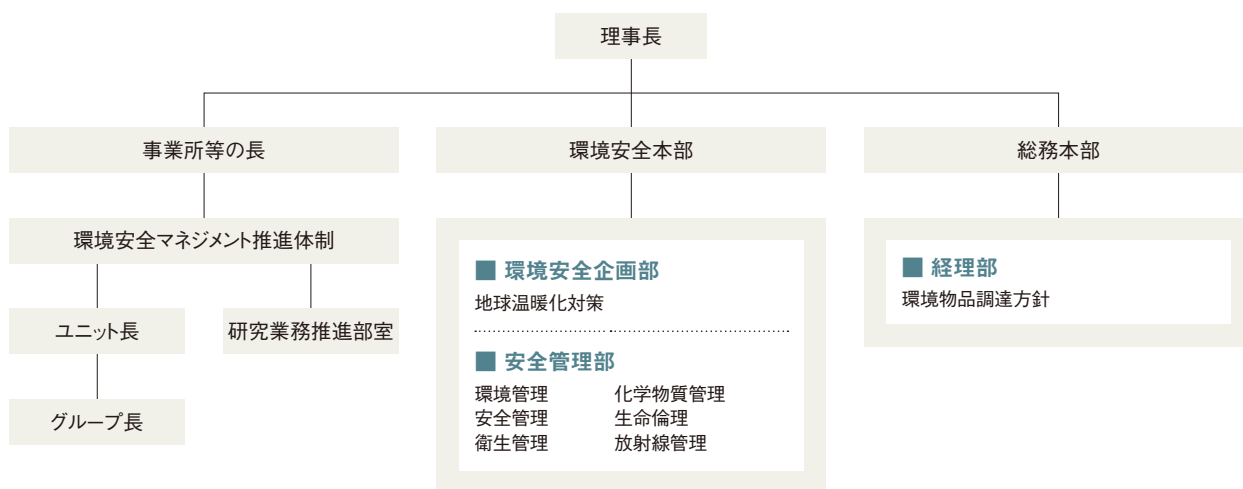 理事長
事業所等の長
環境安全本部
総務本部
環境安全マネジメント推進体制
ユニット長
研究業務推進部室
グループ長
■ 環境安全企画部
地球温暖化対策
■ 安全管理部
環境管理 化学物質管理
安全管理 生命倫理
衛生管理 放射線管理
■ 経理部
環境物品調達方針